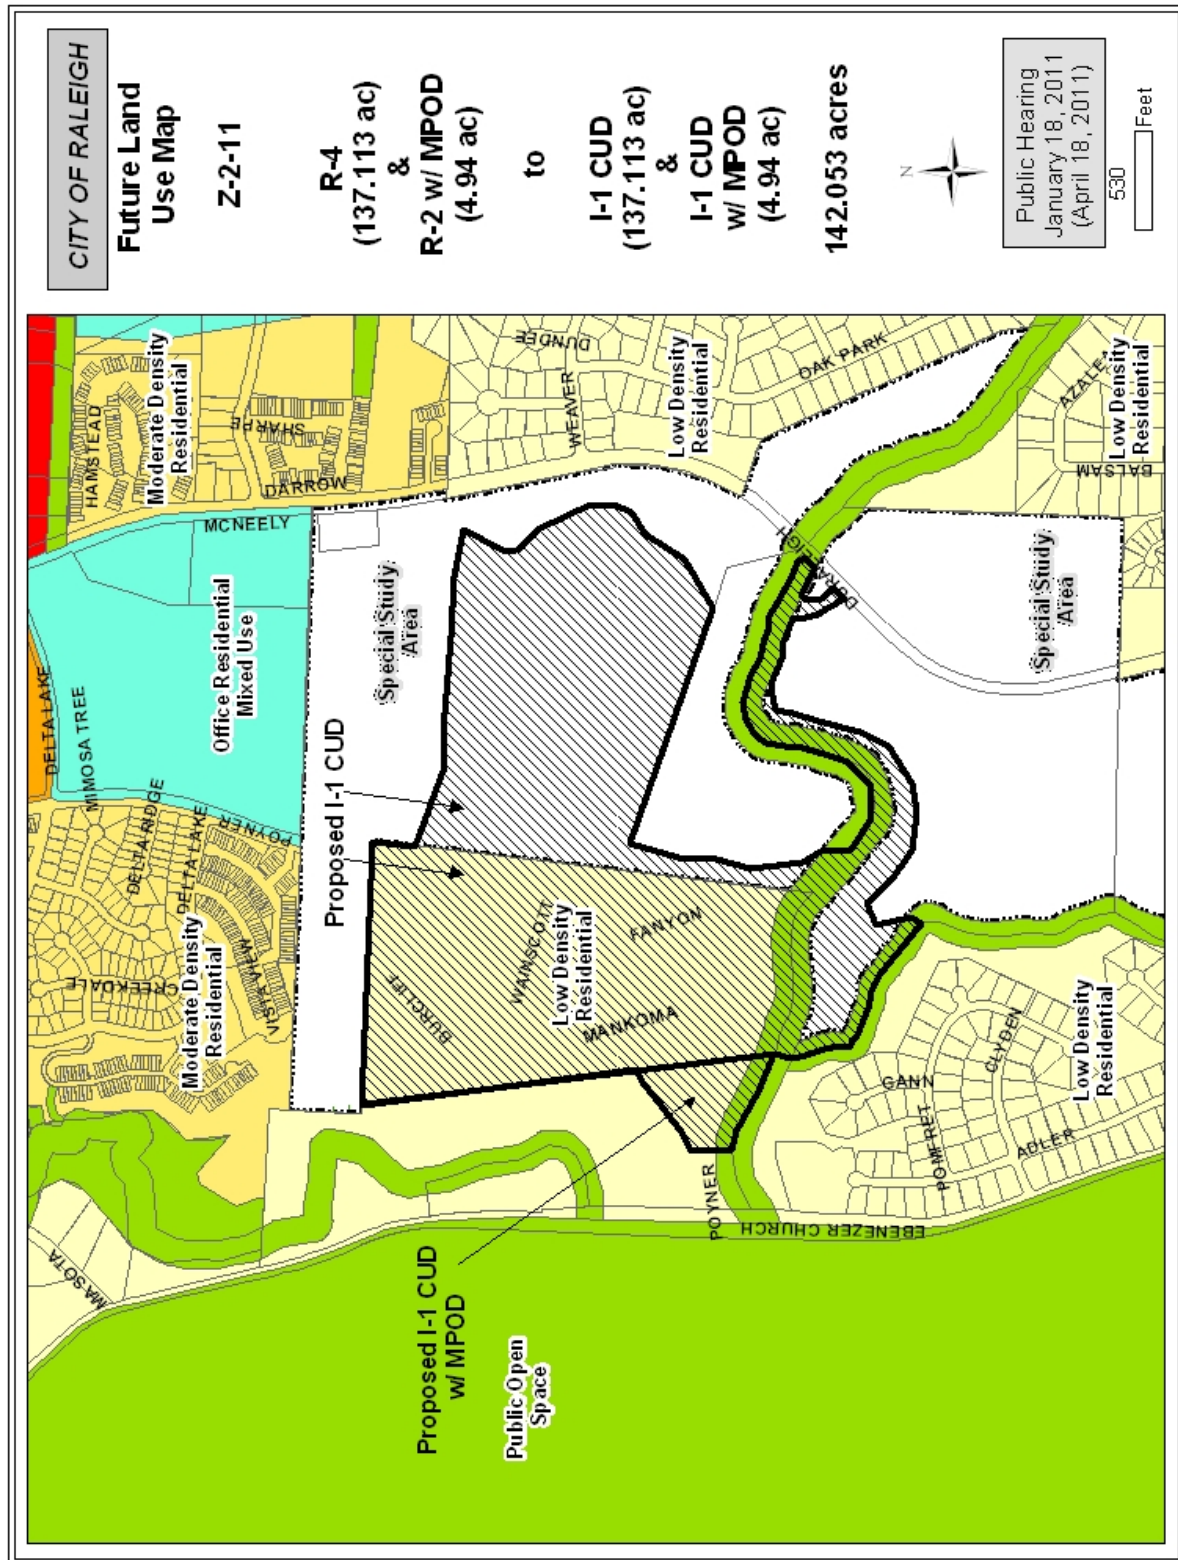 CITY OF RALEIGH
Future Land
Use Map
Z-2-11
R-4
(137.113 ac)
&
R-2 w/ MPOD
(4.94 ac)
to
I-1 CUD
(137.113 ac)
&
I-1 CUD
w/ MPOD
(4.94 ac)
142.053 acres
N
Public Hearing
January 18, 2011
(April 18, 2011)
530
Feet
MASOTA
CREEKDALE
Moderate Density
Residential
VISTA VIEW
DELTA RIDGE
DELTA LAKE
DELTA LAKE
MIMOSA TREE
POYNER
Office Residential
Mixed Use
MCNEELY
HAMSTEAD
Moderate Density
Residential
SHARPE
DARROW
Proposed I-1 CUD
Special Study
Area
Proposed I-1 CUD
w/ MPOD
Public Open
Space
BURCLIFF
WAINSCOTT
Low Density
Residential
FANYON
MANKOMA
DUNDEE
WEAVER
Low Density
Residential
OAK PARK
POYNER
EBENEZER CHURCH
DURALEIGH
GANN
POMFRET
CLYDEN
ADLER
Low Density
Residential
Special Study
Area
AZALEA
BALSAM
Low Density
Residential